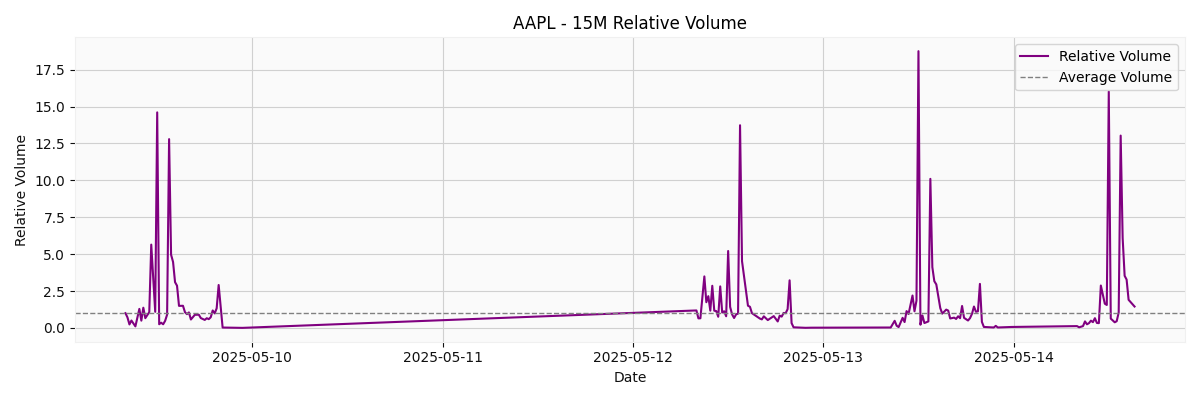 AAPL - 15M Relative Volume
Relative Volume
Average Volume
17.5
15.0
12.5
10.0
7.5
5.0
2.5
0.0
Relative Volume
2025-05-10
2025-05-11
2025-05-12
2025-05-13
2025-05-14
Date